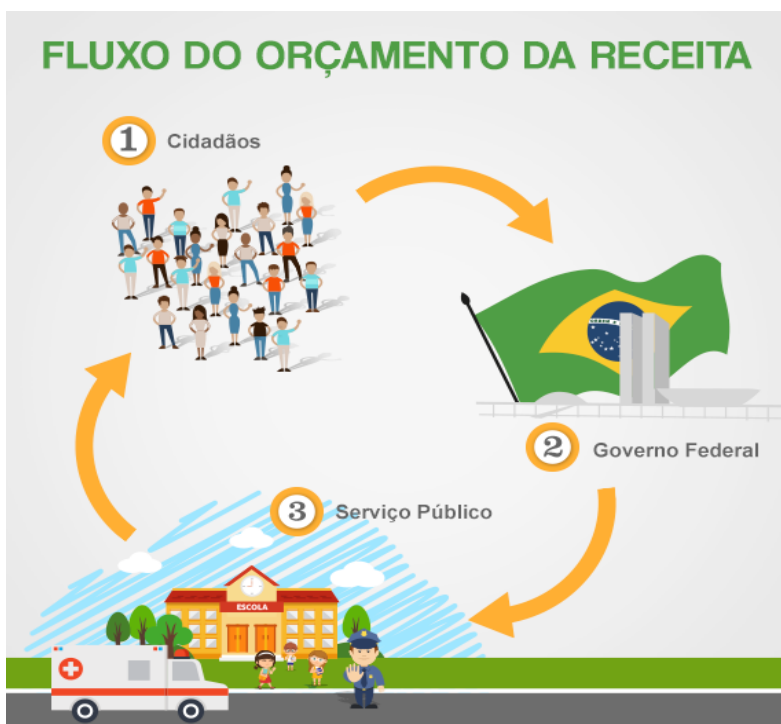 FLUXO DO ORÇAMENTO DA RECEITA
1 Cidadãos
2 Governo Federal
3 Serviço Público
ESCOLA